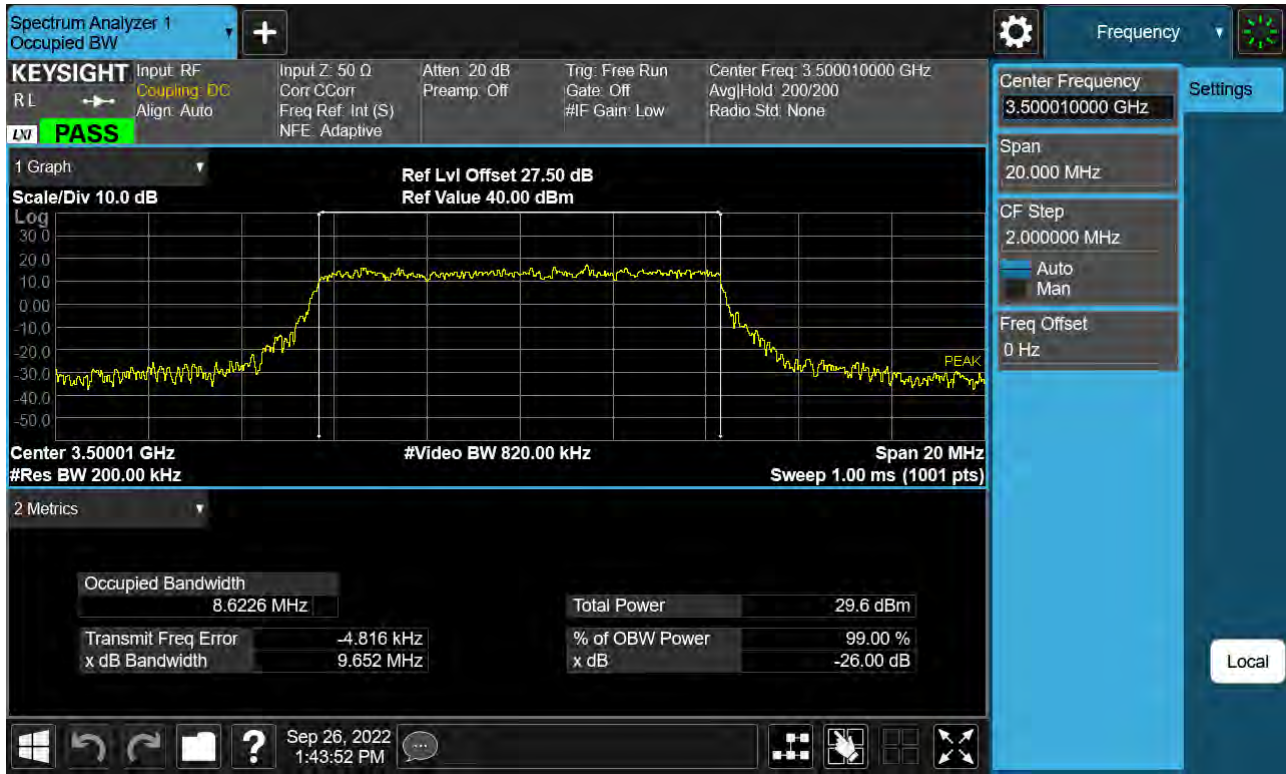 Spectrum Analyzer 1
Occupied BW
+
Frequency
KEYSIGHT
RL
LXI
PASS
Input: RF
Coupling: DC
Align: Auto
Input Z: 50 Ω
Corr CCorr
Freq Ref: Int (S)
NFE: Adaptive
Atten: 20 dB
Preamp: Off
Trig: Free Run
Gate: Off
#IF Gain: Low
Center Freq: 3.500010000 GHz
Avg|Hold: 200/200
Radio Std: None
Center Frequency
3.500010000 GHz
Settings
Span
20.000 MHz
CF Step
2.000000 MHz
Auto
Man
Freq Offset
0 Hz
Local
1 Graph
Scale/Div 10.0 dB
Ref Lvl Offset 27.50 dB
Ref Value 40.00 dBm
Log
30.0
20.0
10.0
0.00
-10.0
-20.0
-30.0
-40.0
-50.0
PEAK
Center 3.50001 GHz
#Video BW 820.00 kHz
Span 20 MHz
#Res BW 200.00 kHz
Sweep 1.00 ms (1001 pts)
2 Metrics
Occupied Bandwidth
8.6226 MHz
Total Power 29.6 dBm
Transmit Freq Error -4.816 kHz
% of OBW Power 99.00 %
x dB Bandwidth 9.652 MHz
x dB -26.00 dB
?
Sep 26, 2022
1:43:52 PM